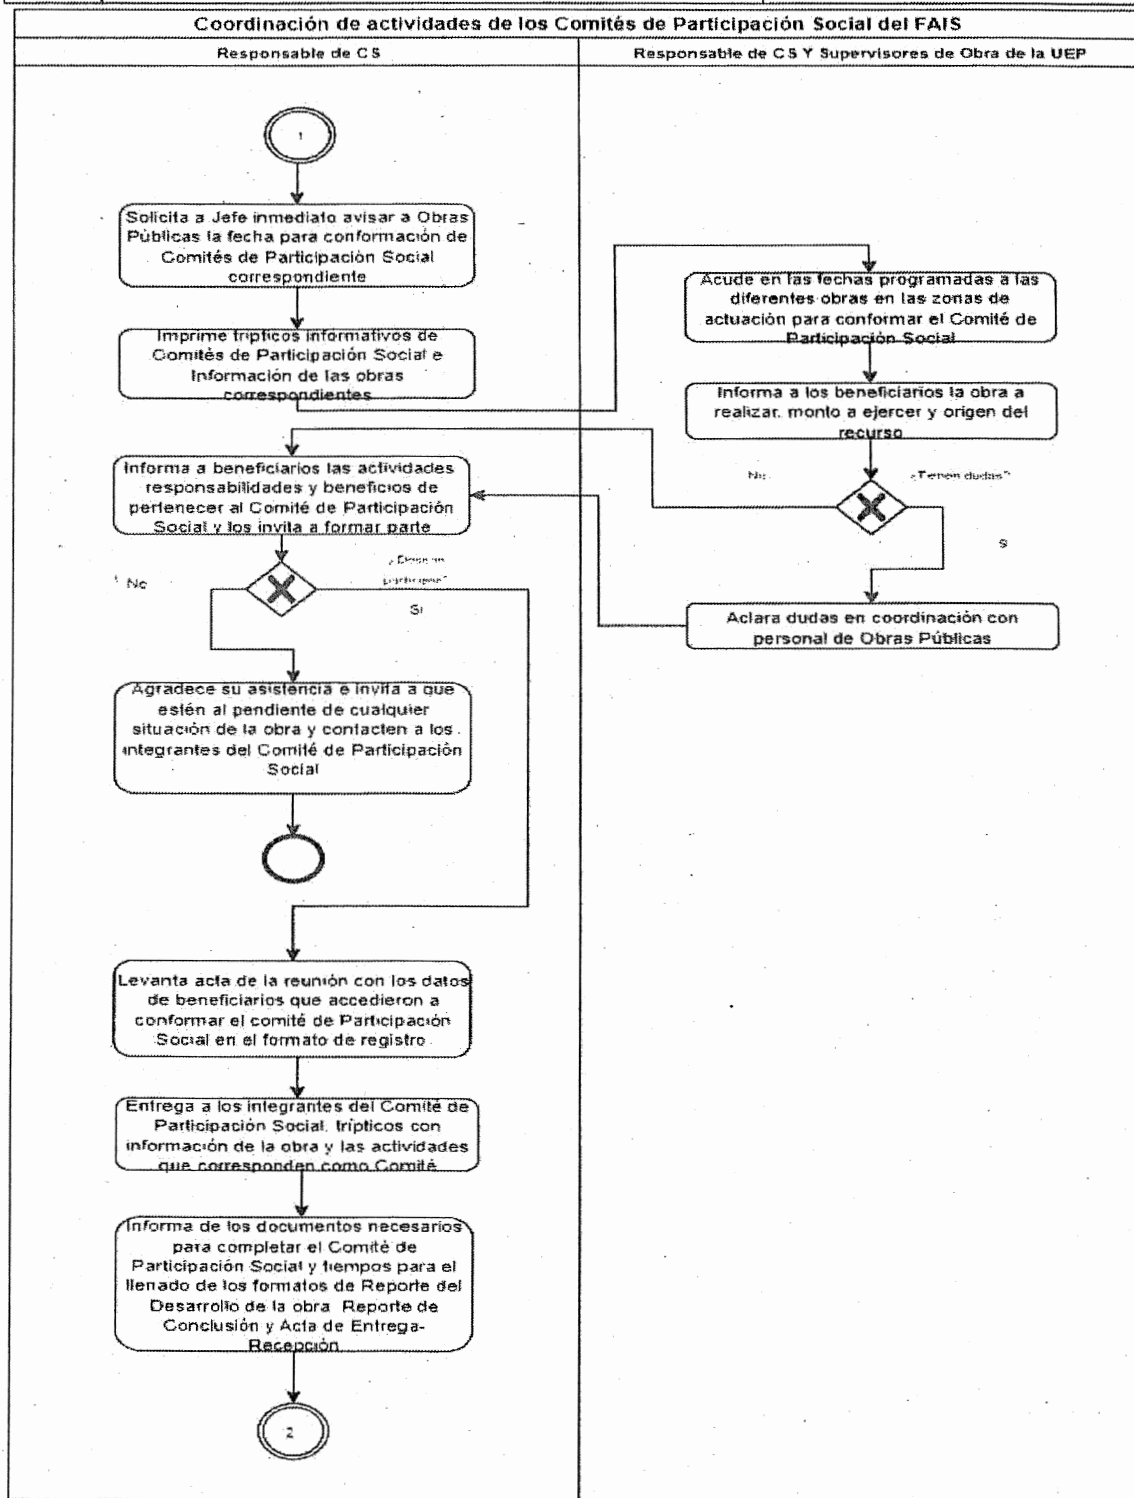 Coordinación de actividades de los Comités de Participación Social del FAIS
Responsable de CS
Responsable de CS Y Supervisores de Obra de la UEP
1
Solicita a Jefe inmediato avisar a Obras
Públicas la fecha para conformación de
Comités de Participación Social
correspondiente
Imprime trípticos informativos de
Comités de Participación Social e
Información de las obras
correspondientes
Acude en las fechas programadas a las
diferentes obras en las zonas de
actuación para conformar el Comité de
Participación Social
Informa a los beneficiarios la obra a
realizar, monto a ejercer y origen del
recurso
No
¿Tienen dudas?
Si
Aclara dudas en coordinación con
personal de Obras Públicas
Informa a beneficiarios las actividades
responsabilidades y beneficios de
pertenecer al Comité de Participación
Social y los invita a formar parte
No
¿Desean
participar?
Si
Agradece su asistencia e invita a que
estén al pendiente de cualquier
situación de la obra y contacten a los
integrantes del Comité de Participación
Social
Levanta acta de la reunión con los datos
de beneficiarios que accedieron a
conformar el comité de Participación
Social en el formato de registro
Entrega a los integrantes del Comité de
Participación Social, trípticos con
información de la obra y las actividades
que corresponden como Comité
Informa de los documentos necesarios
para completar el Comité de
Participación Social y tiempos para el
llenado de los formatos de Reporte del
Desarrollo de la obra Reporte de
Conclusión y Acta de Entrega-
Recepción
2